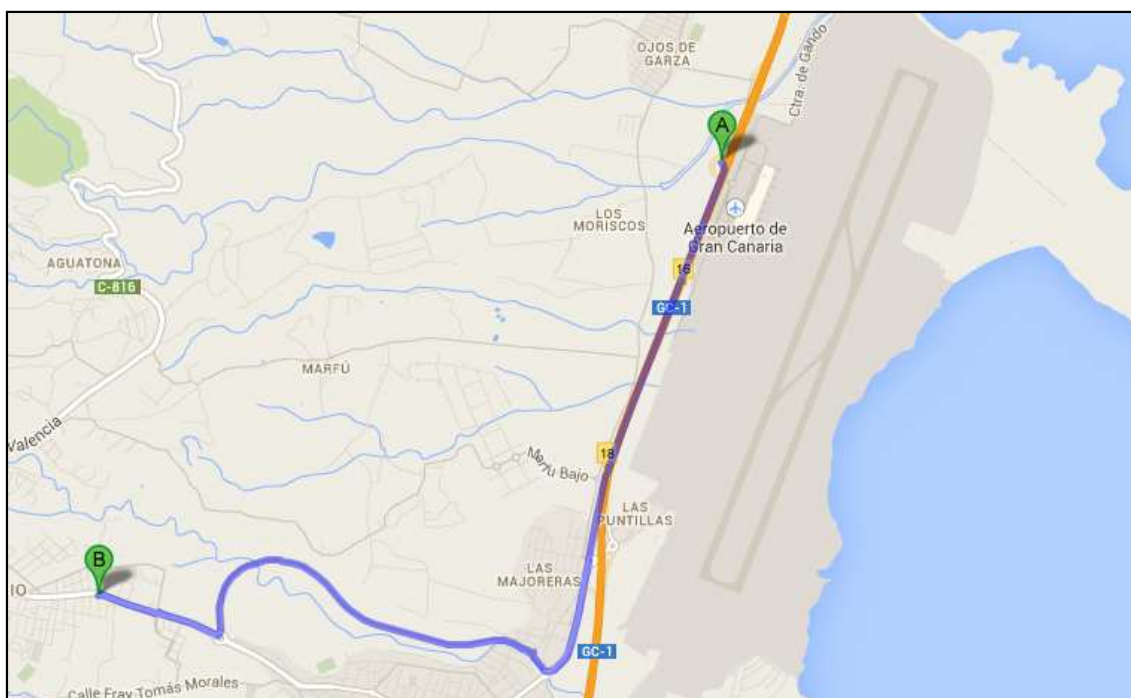 OJOS DE
GARZA
Ctra. de Gando
A
LOS
MORISCOS
Aeropuerto de
Gran Canaria
AGUATONA
C-816
16
GC-1
MARFÚ
Valencia
18
Marfu Bajo
LAS
PUNTILLAS
B
LAS
MAJORERAS
IO
GC-1
Calle Fray Tomás Morales